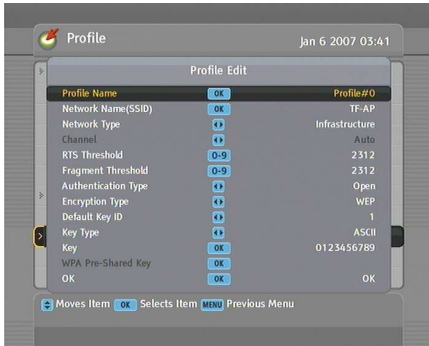 Profile
Jan 6 2007 03:41
Profile Edit
Profile Name OK Profile#0
Network Name(SSID) OK TF-AP
Network Type Infrastructure
Channel Auto
RTS Threshold 0-9 2312
Fragment Threshold 0-9 2312
Authentication Type Open
Encryption Type WEP
Default Key ID 1
Key Type ASCII
Key OK 0123456789
WPA Pre-Shared Key OK
OK OK OK
Moves Item OK Selects Item MENU Previous Menu